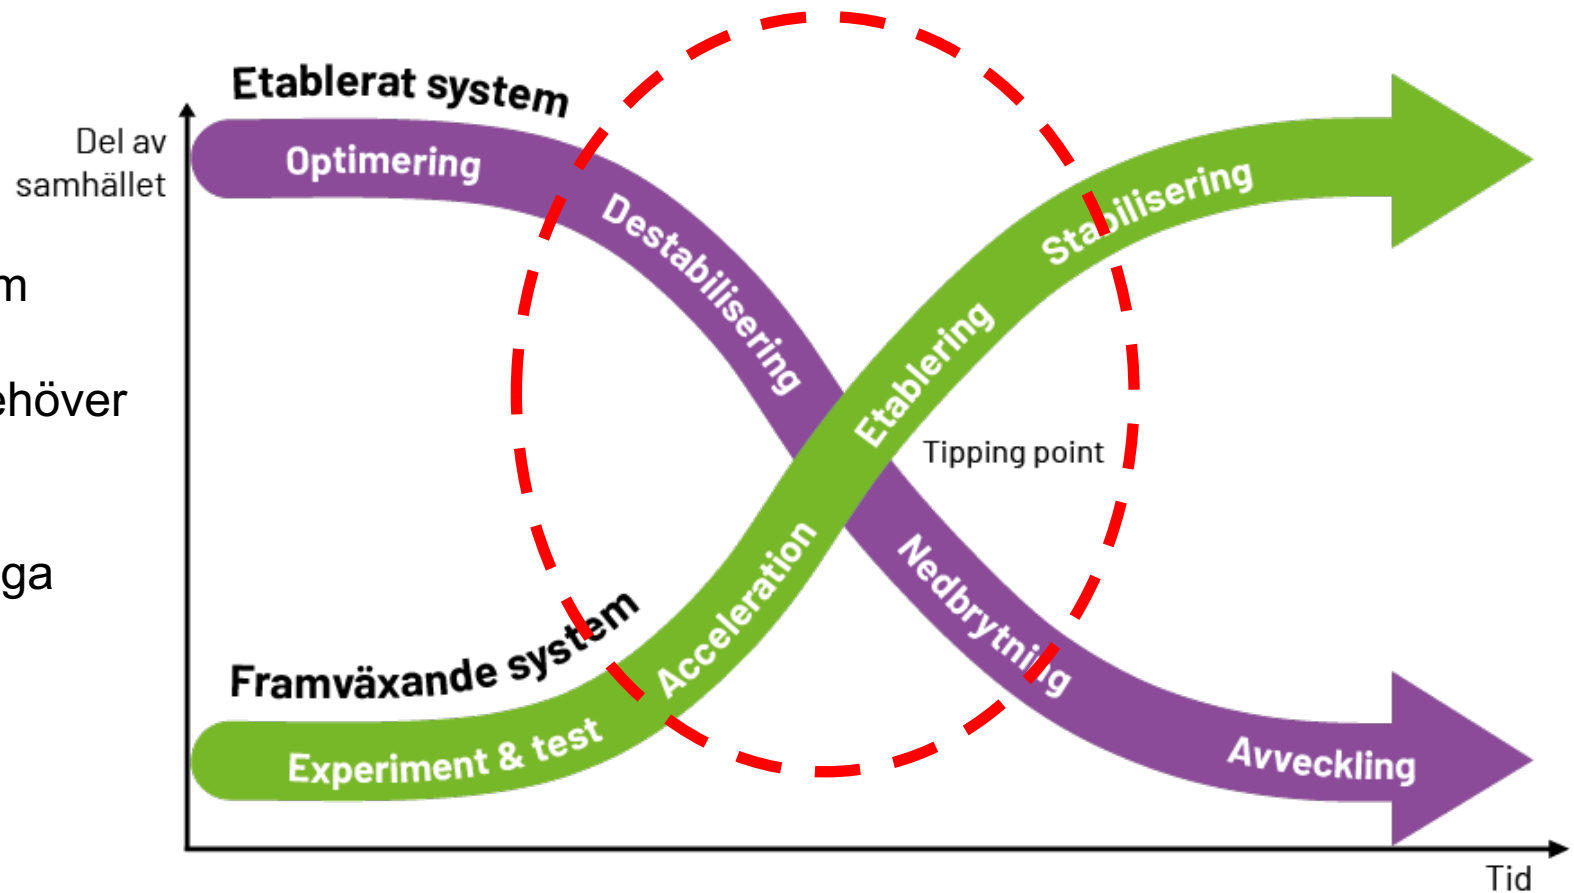 Etablerat system
Del av
samhället
Optimering
Destabilisering
Stabilisering
m
Etablering
ehöver
Tipping point
Acceleration
Nedbrytning
ga
Framväxande system
Experiment & test
Avveckling
Tid